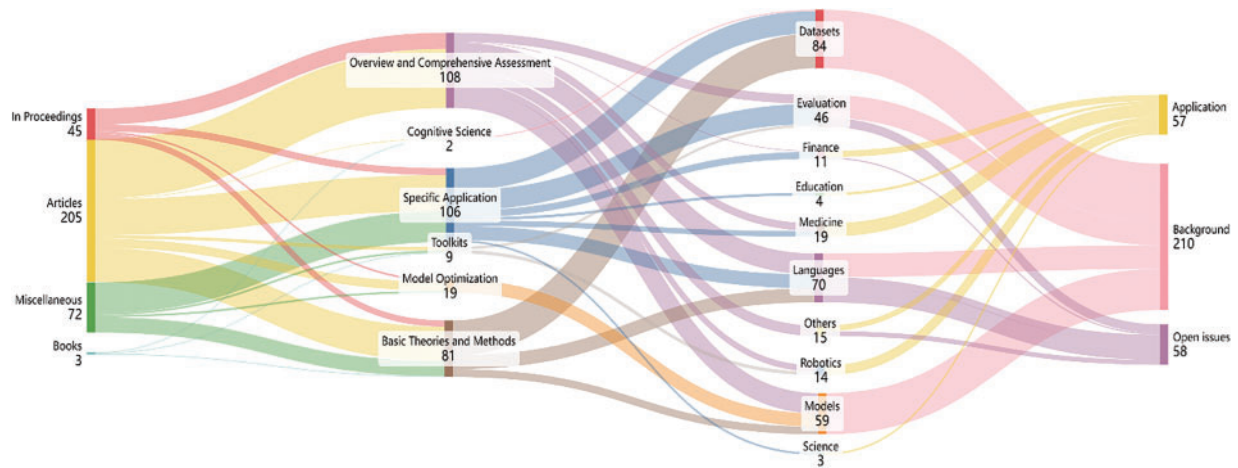 In Proceedings
45
Articles
205
Miscellaneous
72
Books
3
Overview and Comprehensive Assessment
108
Cognitive Science
2
Specific Application
106
Toolkits
9
Model Optimization
19
Basic Theories and Methods
81
Datasets
84
Evaluation
46
Finance
11
Education
4
Medicine
19
Languages
70
Others
15
Robotics
14
Models
59
Science
3
Application
57
Background
210
Open issues
58